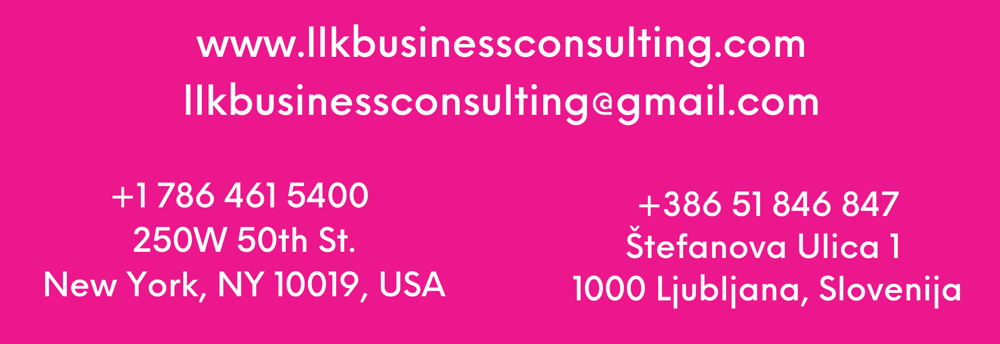 www.llkbusinessconsulting.com
llkbusinessconsulting@gmail.com
+1 786 461 5400
250W 50th St.
New York, NY 10019, USA
+386 51 846 847
Štefanova Ulica 1
1000 Ljubljana, Slovenija